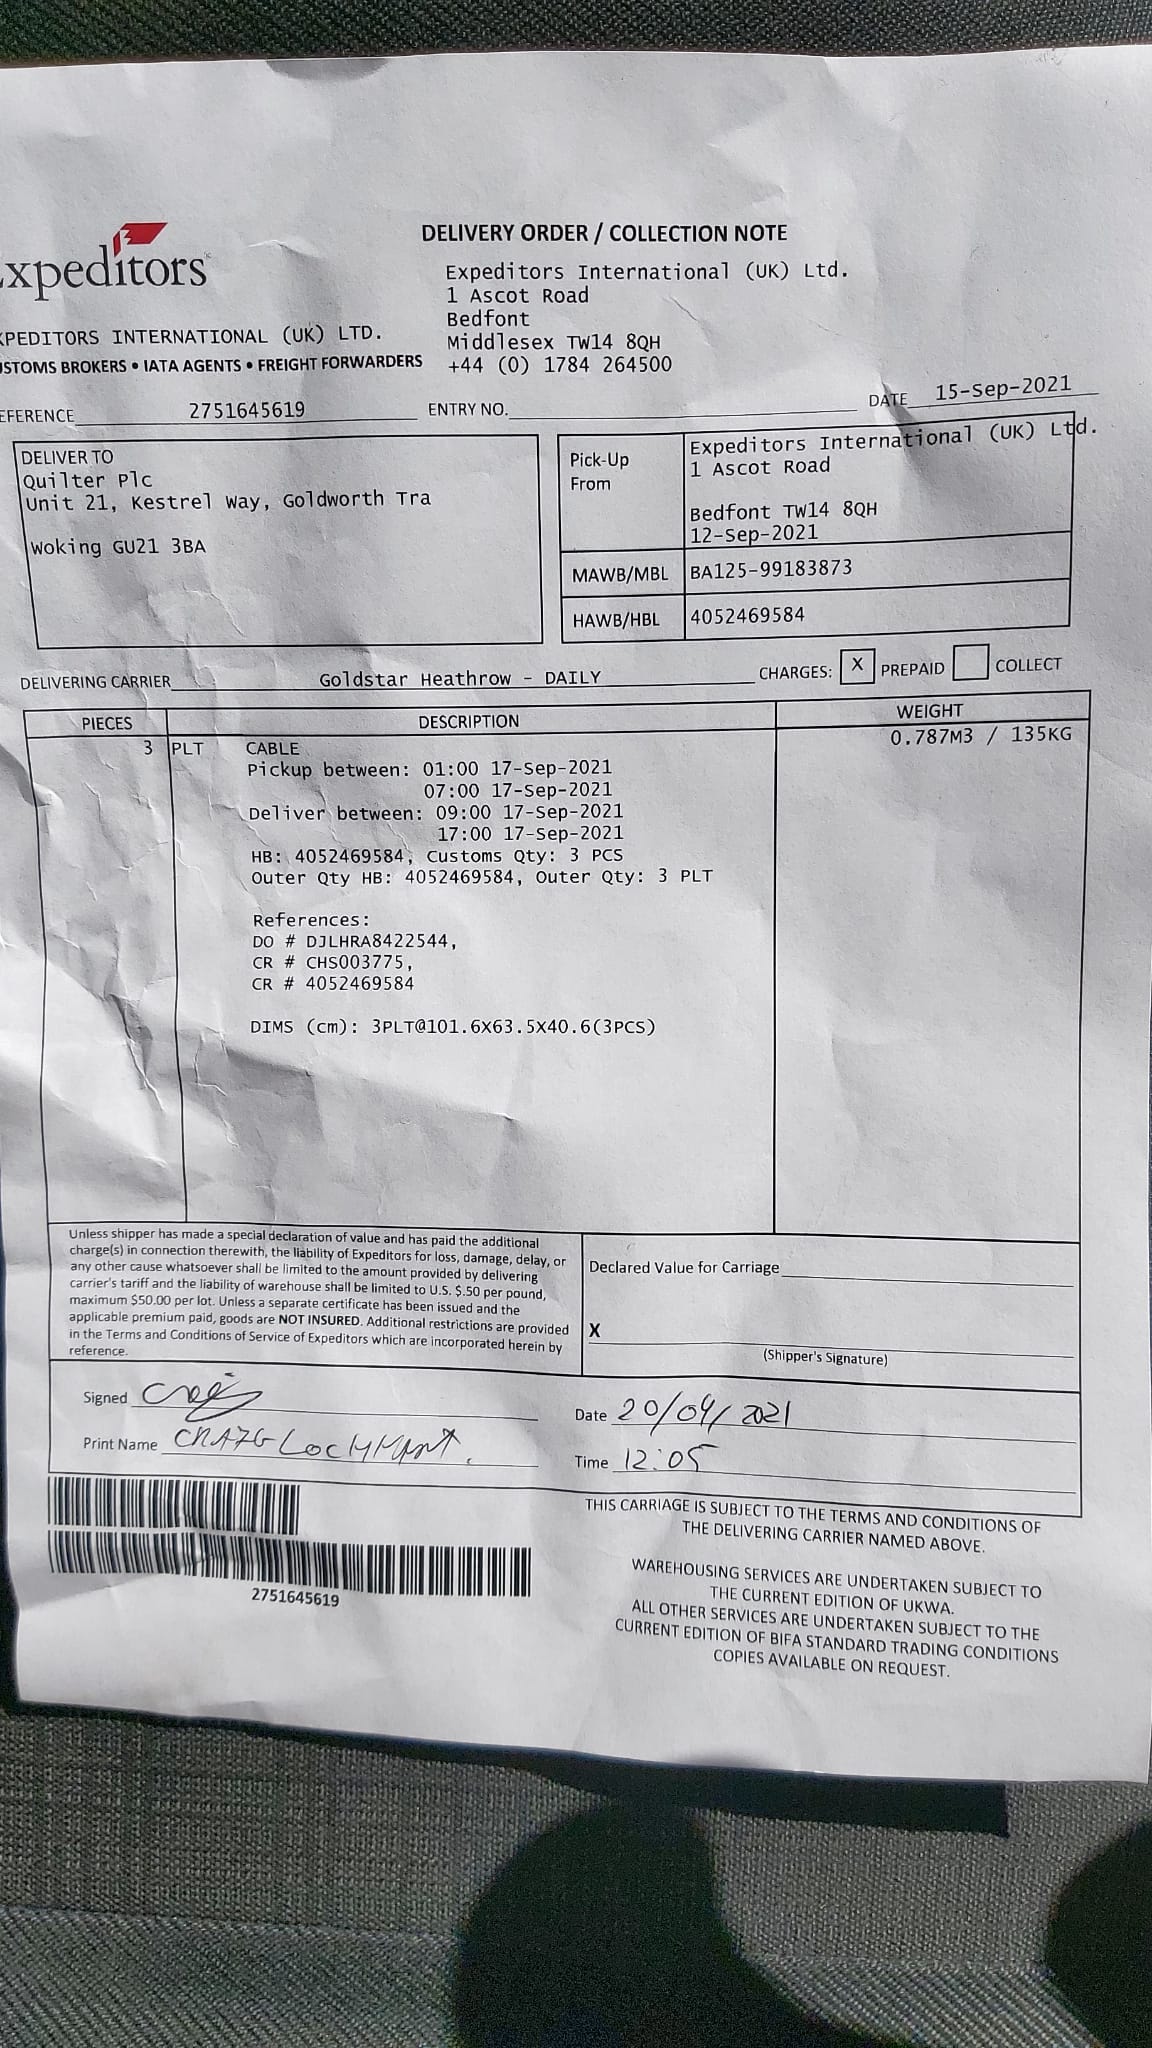 xpeditors
DELIVERY ORDER / COLLECTION NOTE
Expeditors International (UK) Ltd.
1 Ascot Road
Bedfont
Middlesex TW14 8QH
+44 (0) 1784 264500
XPEDITORS INTERNATIONAL (UK) LTD.
STOMS BROKERS • IATA AGENTS • FREIGHT FORWARDERS
EFERENCE 2751645619 ENTRY NO. DATE 15-Sep-2021
DELIVER TO
Quilter Plc
Unit 21, Kestrel Way, Goldworth Tra
Woking GU21 3BA
Pick-Up
From
Expeditors International (UK) Ltd.
1 Ascot Road
Bedfont TW14 8QH
12-Sep-2021
MAWB/MBL BA125-99183873
HAWB/HBL 4052469584
DELIVERING CARRIER Goldstar Heathrow - DAILY CHARGES: X PREPAID COLLECT
PIECES DESCRIPTION WEIGHT
3 PLT CABLE 0.787M3 / 135KG
Pickup between: 01:00 17-Sep-2021
07:00 17-Sep-2021
Deliver between: 09:00 17-Sep-2021
17:00 17-Sep-2021
HB: 4052469584, Customs Qty: 3 PCS
Outer Qty HB: 4052469584, Outer Qty: 3 PLT
References:
DO # DJLHRA8422544,
CR # CHS003775,
CR # 4052469584
DIMS (cm): 3PLT@101.6X63.5X40.6(3PCS)
Unless shipper has made a special declaration of value and has paid the additional
charge(s) in connection therewith, the liability of Expeditors for loss, damage, delay, or
any other cause whatsoever shall be limited to the amount provided by delivering
carrier's tariff and the liability of warehouse shall be limited to U.S. $.50 per pound,
maximum $50.00 per lot. Unless a separate certificate has been issued and the
applicable premium paid, goods are NOT INSURED. Additional restrictions are provided
in the Terms and Conditions of Service of Expeditors which are incorporated herein by
reference.
Declared Value for Carriage
X
(Shipper's Signature)
Signed
Print Name
Date 20/09/2021
Time 12:05
2751645619
THIS CARRIAGE IS SUBJECT TO THE TERMS AND CONDITIONS OF
THE DELIVERING CARRIER NAMED ABOVE.
WAREHOUSING SERVICES ARE UNDERTAKEN SUBJECT TO
THE CURRENT EDITION OF UKWA.
ALL OTHER SERVICES ARE UNDERTAKEN SUBJECT TO THE
CURRENT EDITION OF BIFA STANDARD TRADING CONDITIONS
COPIES AVAILABLE ON REQUEST.